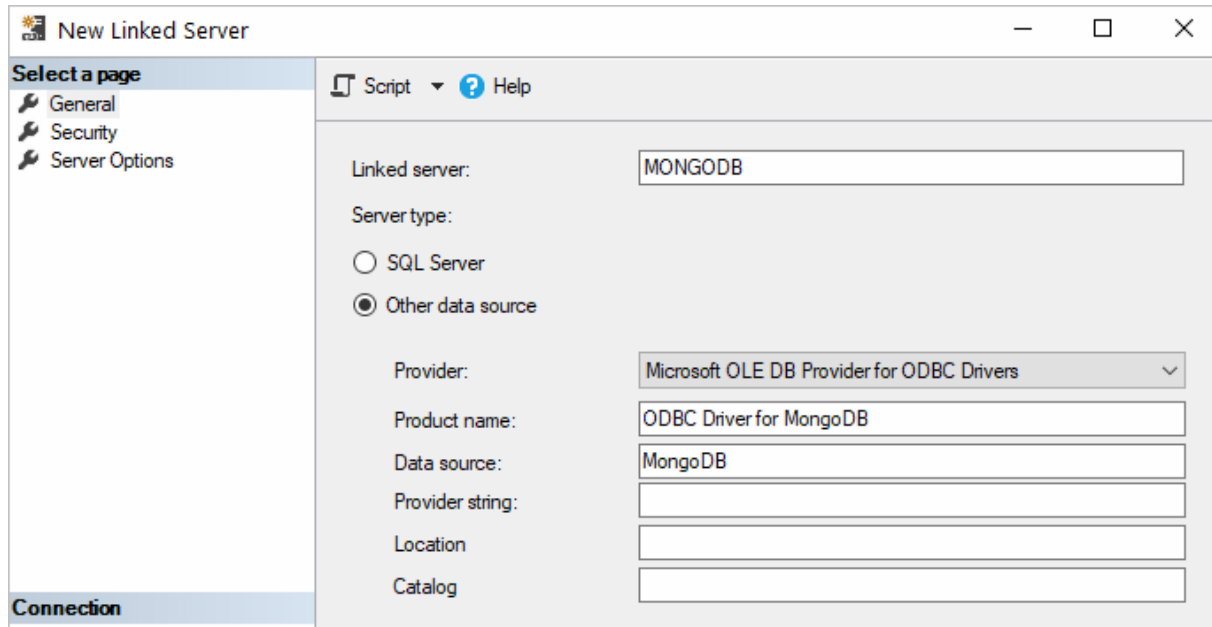 New Linked Server
Select a page
General
Security
Server Options
Connection
Script
Help
Linked server: MONGODB
Server type:
SQL Server
Other data source
Provider: Microsoft OLE DB Provider for ODBC Drivers
Product name: ODBC Driver for MongoDB
Data source: MongoDB
Provider string:
Location
Catalog